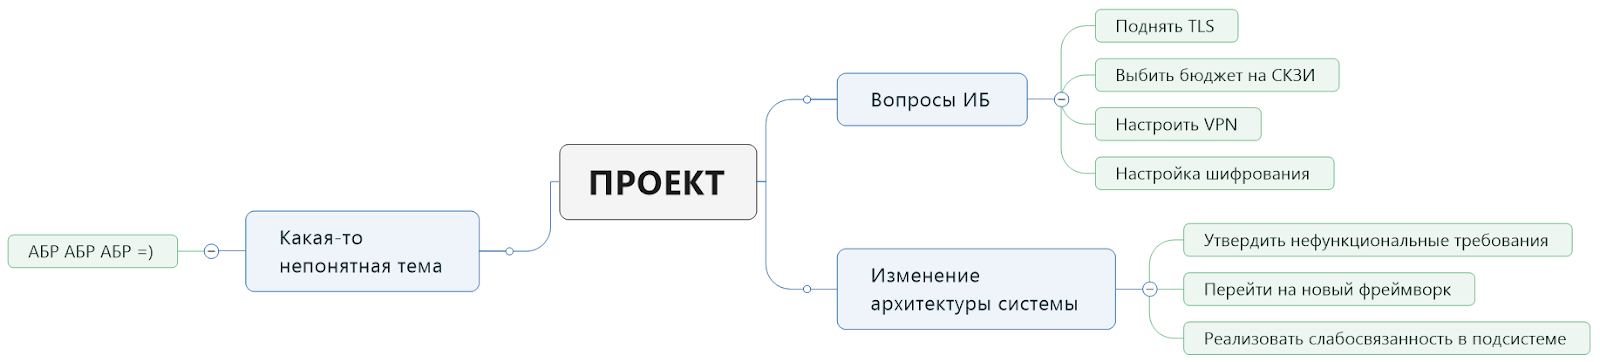 ПРОЕКТ
Вопросы ИБ
Поднять TLS
Выбить бюджет на СКЗИ
Настроить VPN
Настройка шифрования
Изменение
архитектуры системы
Утвердить нефункциональные требования
Перейти на новый фреймворк
Реализовать слабосвязанность в подсистеме
Какая-то
непонятная тема
АБР АБР АБР =)